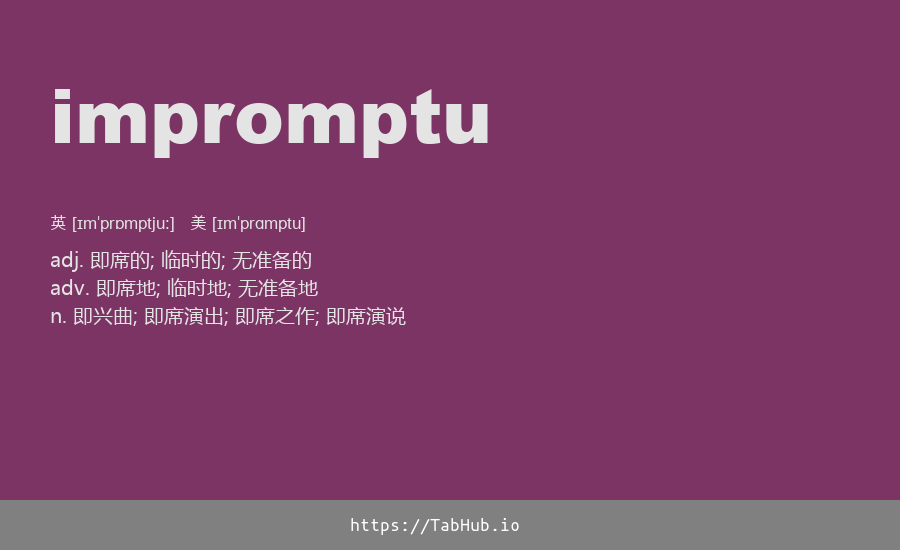 impromptu
英 [ɪmˈprɒmptjuː] 美 [ɪmˈprɑmptu]
adj. 即席的; 临时的; 无准备的
adv. 即席地; 临时地; 无准备地
n. 即兴曲; 即席演出; 即席之作; 即席演说
https://TabHub.io